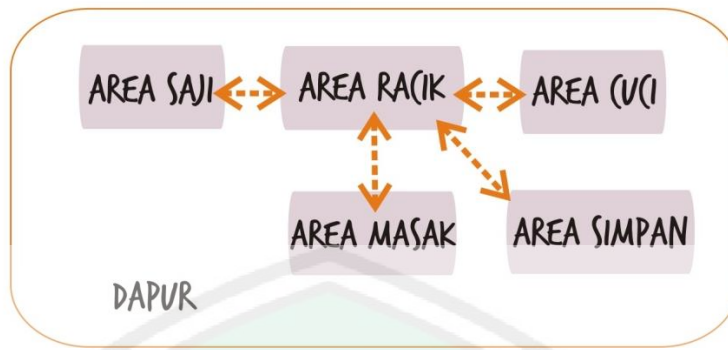 AREA SAJI
AREA RACIK
AREA CUCI
AREA MASAK
AREA SIMPAN
DAPUR